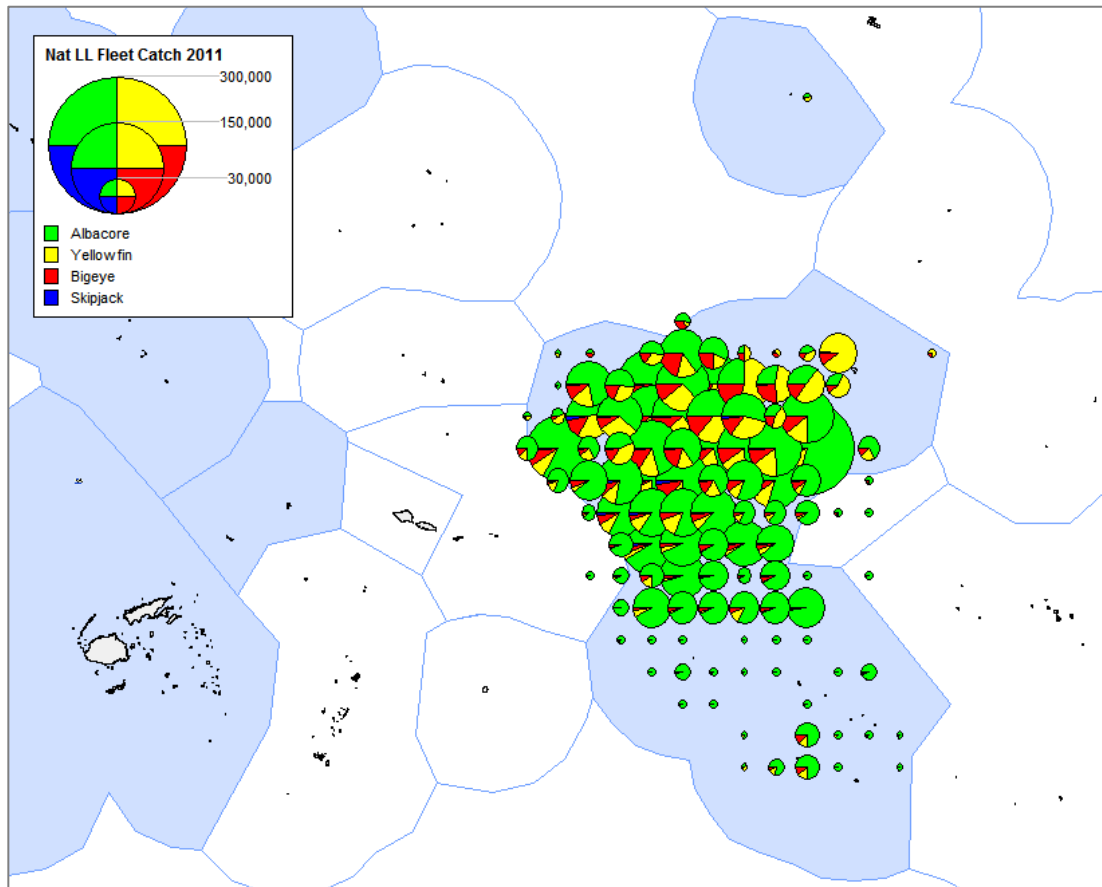 Nat LL Fleet Catch 2011
300,000
150,000
30,000
Albacore
Yellowfin
Bigeye
Skipjack